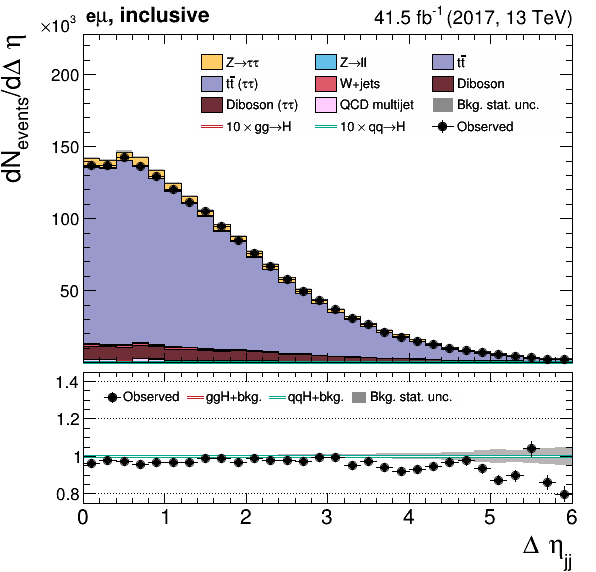 ×10³ eμ, inclusive 41.5 fb⁻¹ (2017, 13 TeV)
dN_events/dΔ η
200
150
100
50
Z→ττ Z→ll tt̄
tt̄ (ττ) W+jets Diboson
Diboson (ττ) QCD multijet Bkg. stat. unc.
10 × gg→H 10 × qq→H Observed
1.4
1.2
1
0.8
Observed ggH+bkg. qqH+bkg. Bkg. stat. unc.
0 1 2 3 4 5 6
Δ η_jj